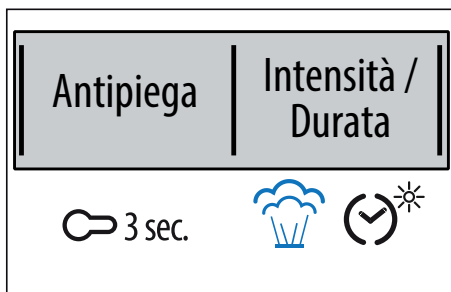 Antipiega
Intensità /
Durata
3 sec.